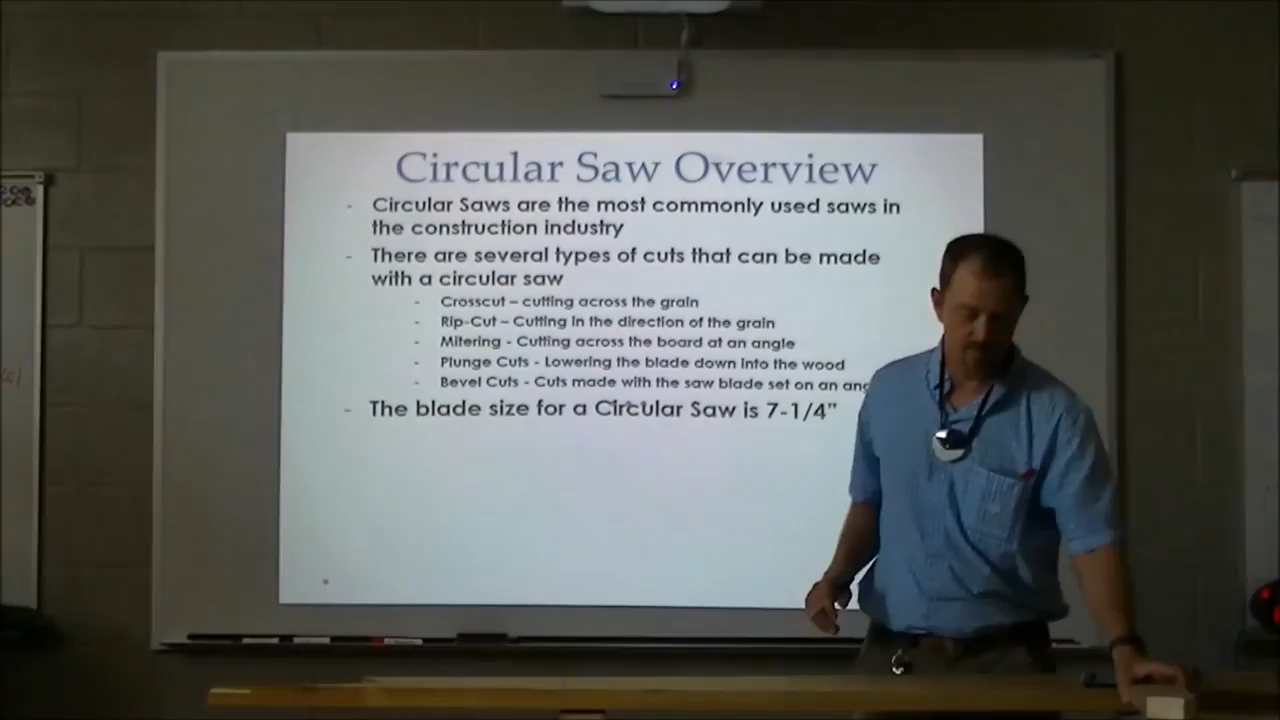 Circular Saw Overview
- Circular Saws are the most commonly used saws in
the construction industry
- There are several types of cuts that can be made
with a circular saw
- Crosscut – cutting across the grain
- Rip-Cut – Cutting in the direction of the grain
- Mitering - Cutting across the board at an angle
- Plunge Cuts - Lowering the blade down into the wood
- Bevel Cuts - Cuts made with the saw blade set on an
- The blade size for a Circular Saw is 7-1/4”